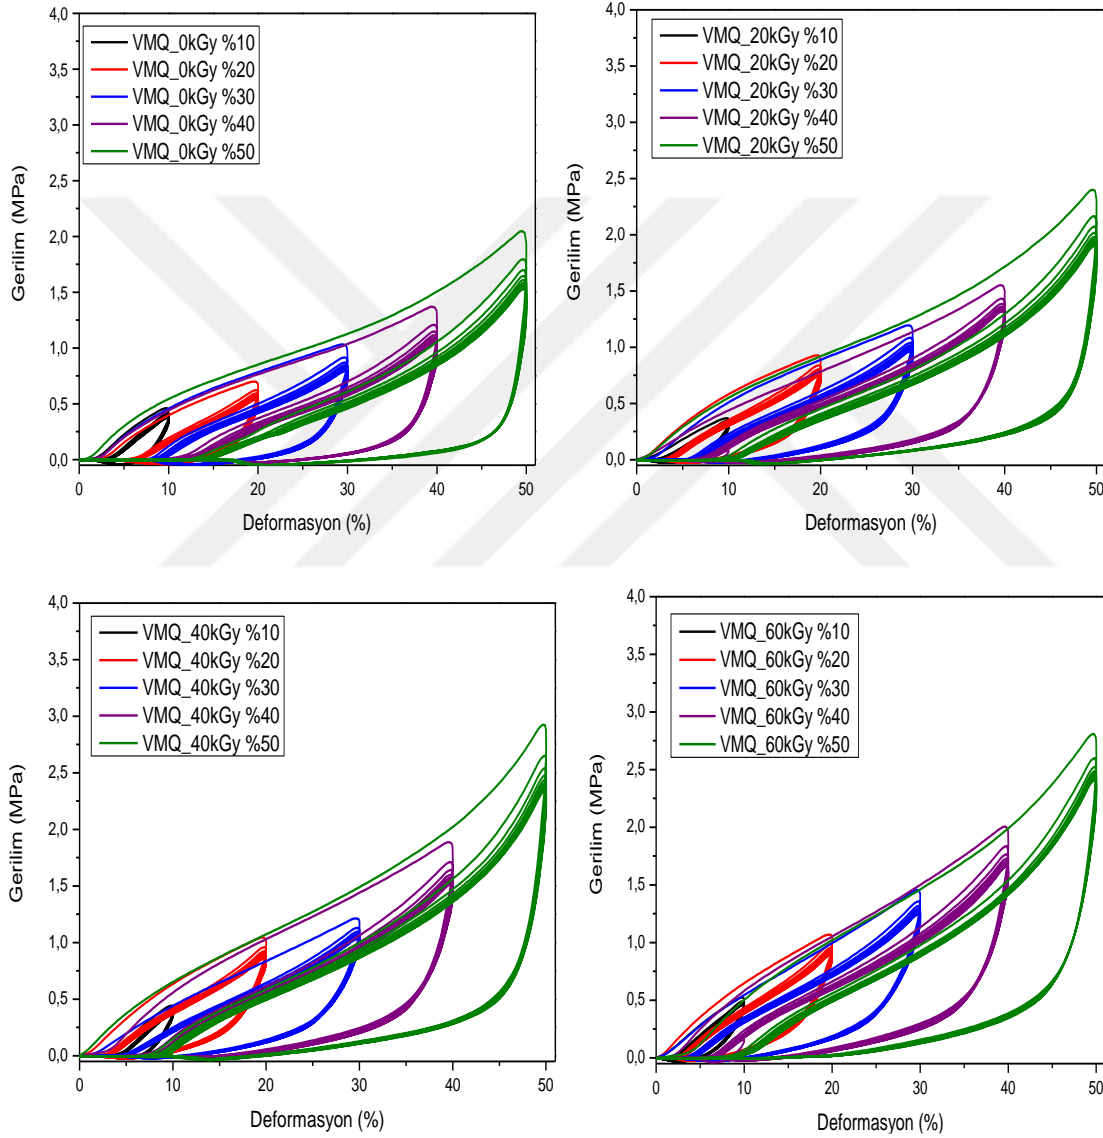 4,0
3,5
3,0
2,5
2,0
1,5
1,0
0,5
0,0
Gerilim (MPa)
VMQ_0kGy %10
VMQ_0kGy %20
VMQ_0kGy %30
VMQ_0kGy %40
VMQ_0kGy %50
0 10 20 30 40 50
Deformasyon (%)
4,0
3,5
3,0
2,5
2,0
1,5
1,0
0,5
0,0
Gerilim (MPa)
VMQ_20kGy %10
VMQ_20kGy %20
VMQ_20kGy %30
VMQ_20kGy %40
VMQ_20kGy %50
0 10 20 30 40 50
Deformasyon (%)
4,0
3,5
3,0
2,5
2,0
1,5
1,0
0,5
0,0
Gerilim (MPa)
VMQ_40kGy %10
VMQ_40kGy %20
VMQ_40kGy %30
VMQ_40kGy %40
VMQ_40kGy %50
0 10 20 30 40 50
Deformasyon (%)
4,0
3,5
3,0
2,5
2,0
1,5
1,0
0,5
0,0
Gerilim (MPa)
VMQ_60kGy %10
VMQ_60kGy %20
VMQ_60kGy %30
VMQ_60kGy %40
VMQ_60kGy %50
0 10 20 30 40 50
Deformasyon (%)